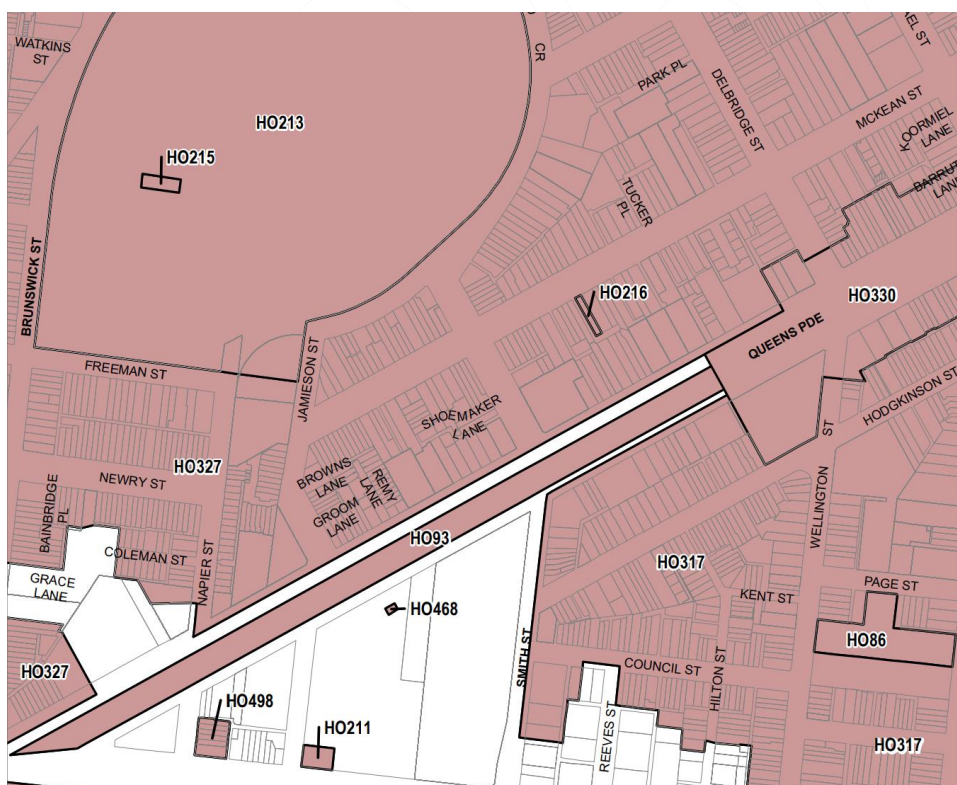 WATKINS
ST
CR
PARK PL
DELBRIDGE ST
MCKEAN ST
KOORMIEL
LANE
HO213
HO215
TUCKER
PL
BRUNSWICK ST
HO216
HO330
QUEENS PDE
FREEMAN ST
JAMIESON ST
HODGKINSON ST
SHOEMAKER
LANE
BROWNS
LANE
REMY
LANE
GROOM
LANE
HO327
NEWRY ST
BAINBRIDGE
PL
ST
WELLINGTON
COLEMAN ST
NAPIER ST
HO93
HO317
GRACE
LANE
HO468
KENT ST
PAGE ST
HO86
HO327
SMITH ST
COUNCIL ST
HILTON ST
HO498
HO211
REEVES ST
HO317